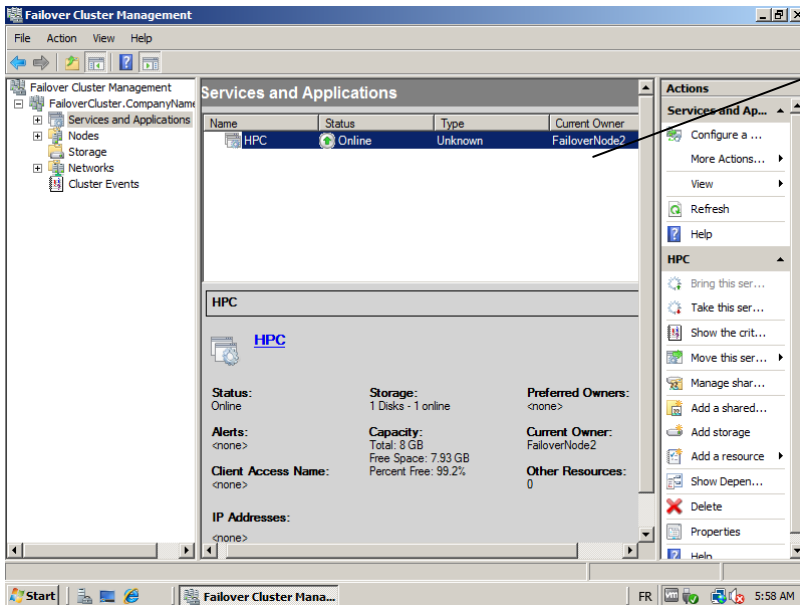 Failover Cluster Management
File Action View Help
Failover Cluster Management
FailoverCluster.CompanyName
Services and Applications
Nodes
Storage
Networks
Cluster Events
Services and Applications
Name Status Type Current Owner
HPC Online Unknown FailoverNode2
HPC
HPC
Status: Storage: Preferred Owners:
Online 1 Disks - 1 online <none>
Alerts: Capacity: Current Owner:
<none> Total: 8 GB FailoverNode2
Free Space: 7.93 GB
Client Access Name: Percent Free: 99.2% Other Resources:
<none> 0
IP Addresses:
<none>
Actions
Services and Ap...
Configure a ...
More Actions...
View
Refresh
Help
HPC
Bring this ser...
Take this ser...
Show the crit...
Move this ser...
Manage shar...
Add a shared...
Add storage
Add a resource
Show Depen...
Delete
Properties
Help
Start Failover Cluster Mana... FR vm 5:58 AM